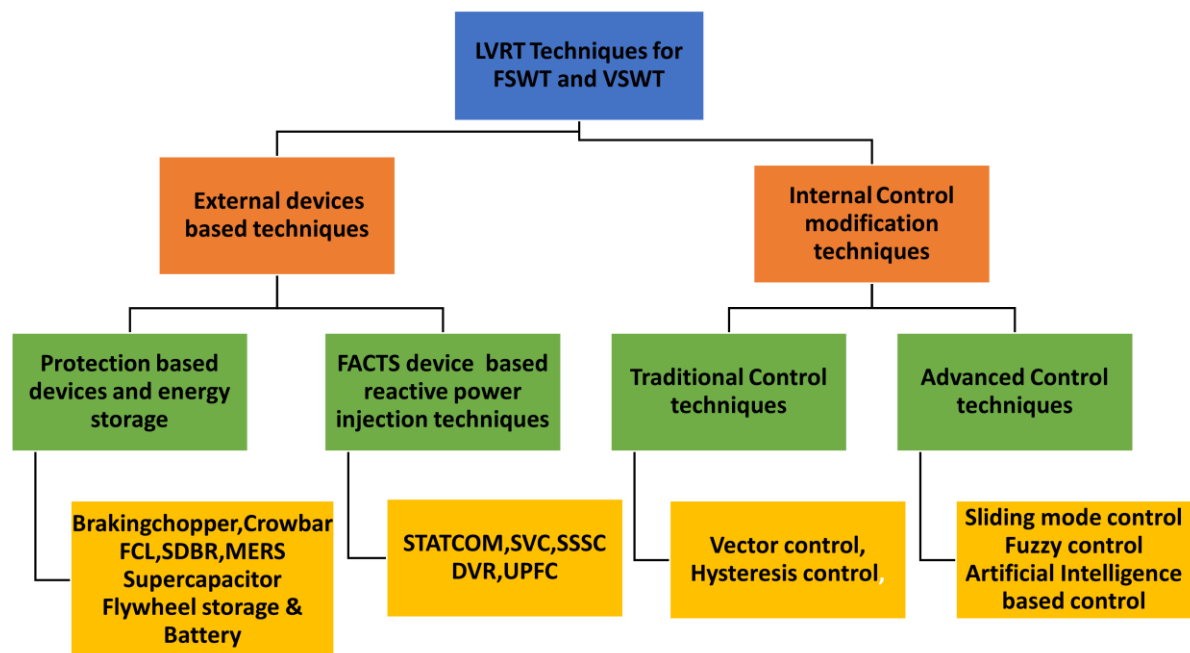 LVRT Techniques for
FSWT and VSWT
External devices
based techniques
Internal Control
modification
techniques
Protection based
devices and energy
storage
FACTS device based
reactive power
injection techniques
Traditional Control
techniques
Advanced Control
techniques
Brakingchopper,Crowbar
FCL,SDBR,MERS
Supercapacitor
Flywheel storage &
Battery
STATCOM,SVC,SSSC
DVR,UPFC
Vector control,
Hysteresis control,
Sliding mode control
Fuzzy control
Artificial Intelligence
based control